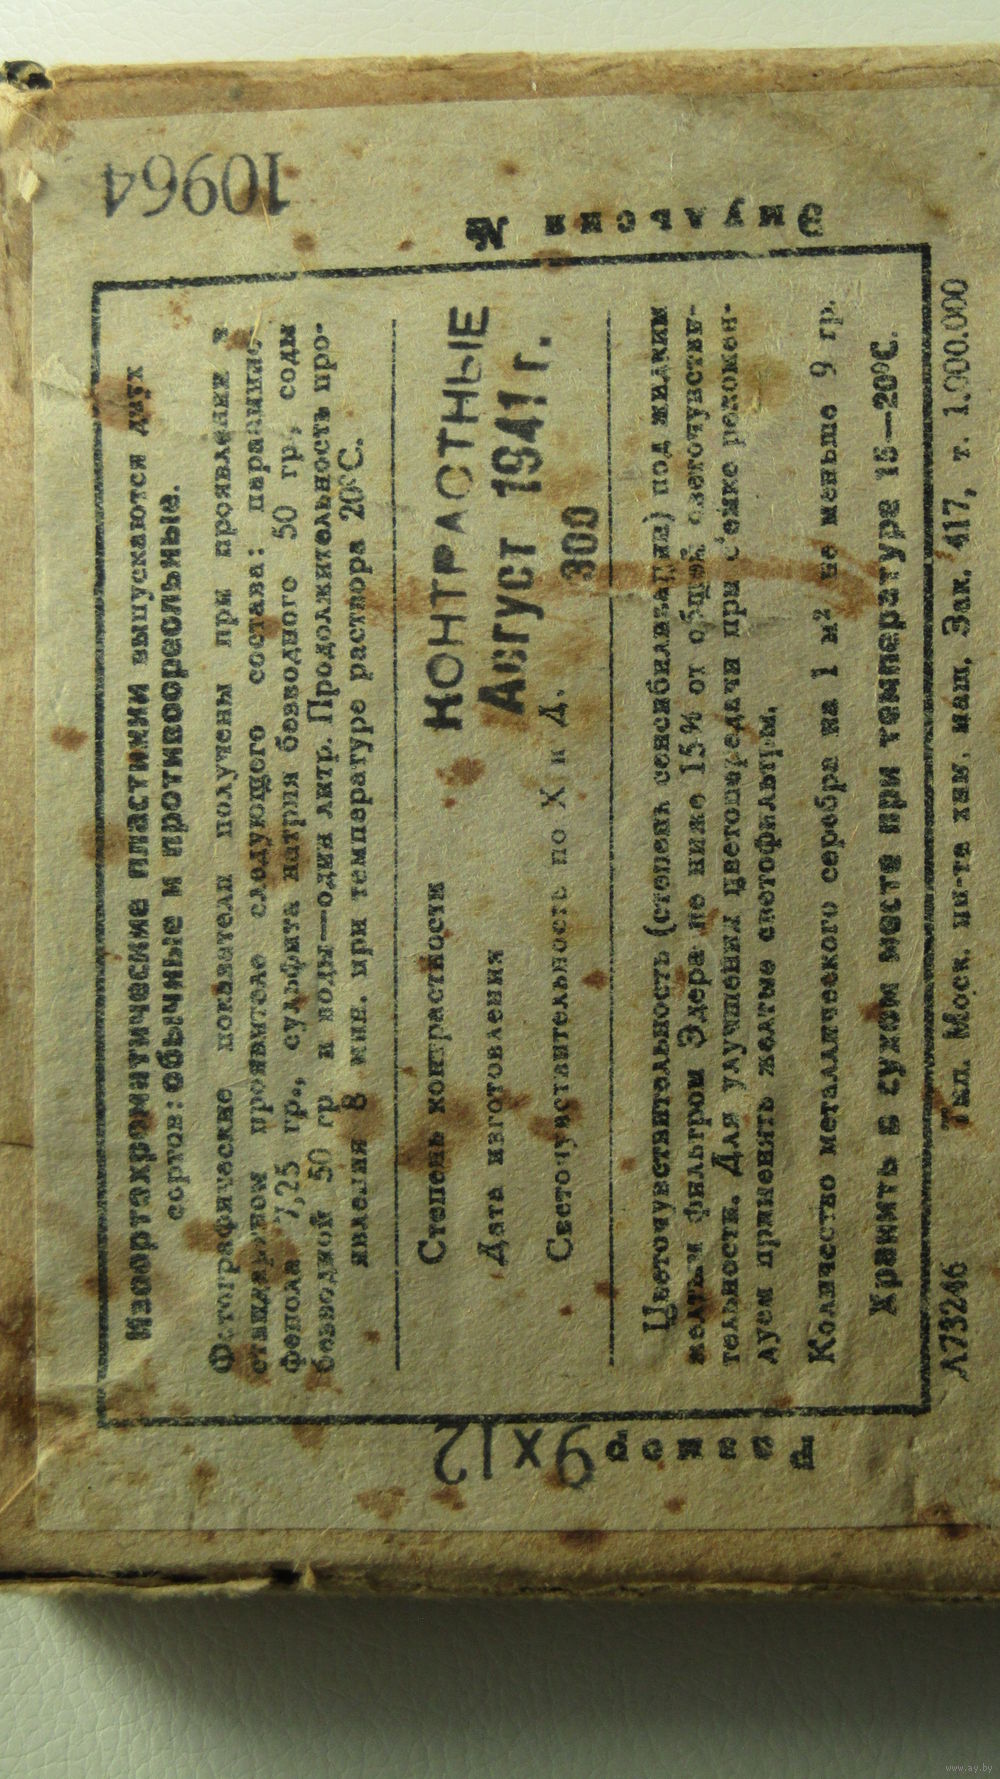 Изоортохроматические пластинки выпускаются двух
сортов: обычные и противоореольные.
Фотографические показатели получены при проявлении в
стандартном проявителе следующего состава: параамидо-
фенола 7,25 гр., сульфита натрия безводного 50 гр., соды
безводной 50 гр и воды—один литр. Продолжительность про-
явления 8 мин. при температуре раствора 20°С.
Степень контрастности КОНТРАСТНЫЕ
Дата изготовления Август 1941 г.
Светочувствительность по Х и Д. 300
Цветочувствительность (степень сенсибилизации) под жидким
желтым фильтром Эдера не ниже 15% от общей светочувстви-
тельности. Для улучшения цветопередачи при с'емке рекомен-
дуем применять желтые светофильтры.
Количество металлического серебра на 1 м² не меньше 9 гр.
Хранить в сухом месте при температуре 15—20°С.
Л73246 Тип. Моск. ин-та хим. маш. Зак. 417, т. 1.000.000
Размер 9х12
Эмульсия №
10964
www.ay.by